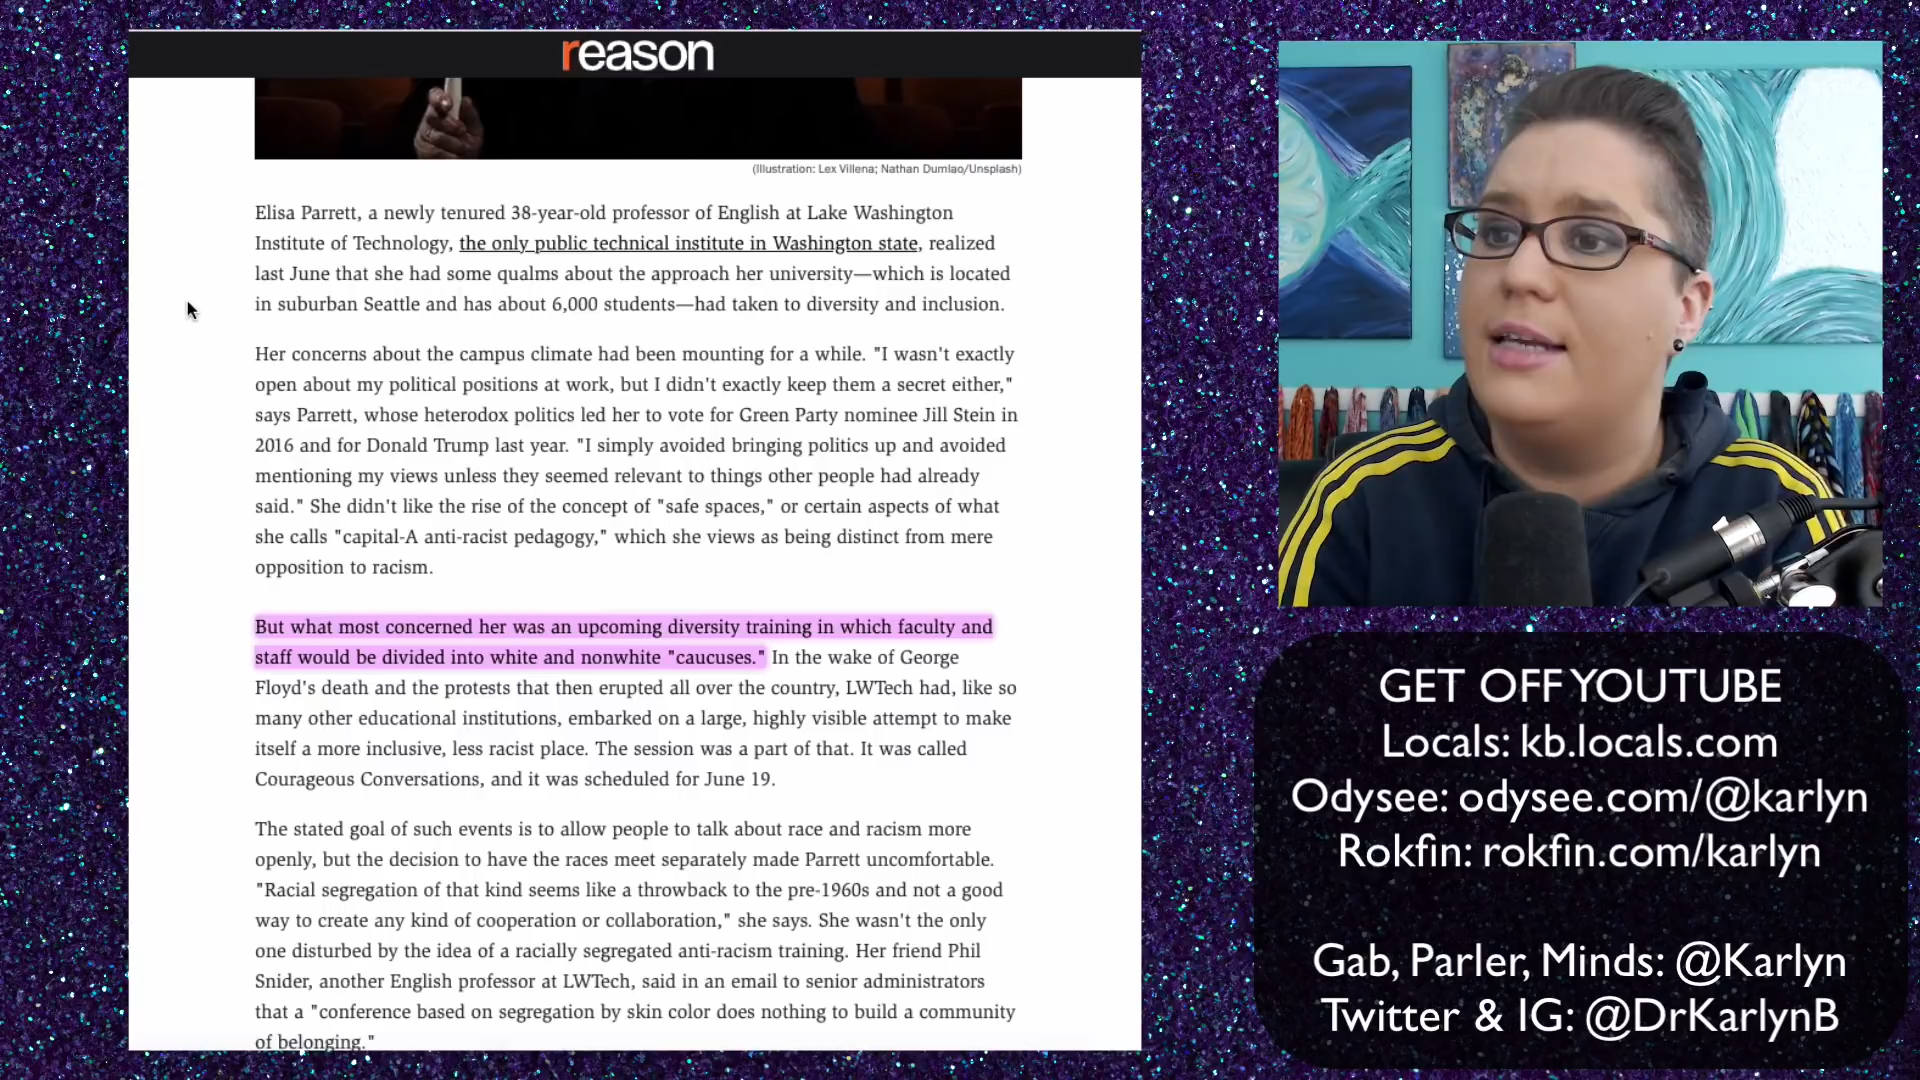 reason
(Illustration: Lex Villena; Nathan Dumlao/Unsplash)
Elisa Parrett, a newly tenured 38-year-old professor of English at Lake Washington
Institute of Technology, the only public technical institute in Washington state, realized
last June that she had some qualms about the approach her university—which is located
in suburban Seattle and has about 6,000 students—had taken to diversity and inclusion.
Her concerns about the campus climate had been mounting for a while. "I wasn't exactly
open about my political positions at work, but I didn't exactly keep them a secret either,"
says Parrett, whose heterodox politics led her to vote for Green Party nominee Jill Stein in
2016 and for Donald Trump last year. "I simply avoided bringing politics up and avoided
mentioning my views unless they seemed relevant to things other people had already
said." She didn't like the rise of the concept of "safe spaces," or certain aspects of what
she calls "capital-A anti-racist pedagogy," which she views as being distinct from mere
opposition to racism.
But what most concerned her was an upcoming diversity training in which faculty and
staff would be divided into white and nonwhite "caucuses." In the wake of George
Floyd's death and the protests that then erupted all over the country, LWTech had, like so
many other educational institutions, embarked on a large, highly visible attempt to make
itself a more inclusive, less racist place. The session was a part of that. It was called
Courageous Conversations, and it was scheduled for June 19.
The stated goal of such events is to allow people to talk about race and racism more
openly, but the decision to have the races meet separately made Parrett uncomfortable.
"Racial segregation of that kind seems like a throwback to the pre-1960s and not a good
way to create any kind of cooperation or collaboration," she says. She wasn't the only
one disturbed by the idea of a racially segregated anti-racism training. Her friend Phil
Snider, another English professor at LWTech, said in an email to senior administrators
that a "conference based on segregation by skin color does nothing to build a community
of belonging."
GET OFF YOUTUBE
Locals: kb.locals.com
Odysee: odysee.com/@karlyn
Rokfin: rokfin.com/karlyn
Gab, Parler, Minds: @Karlyn
Twitter & IG: @DrKarlynB